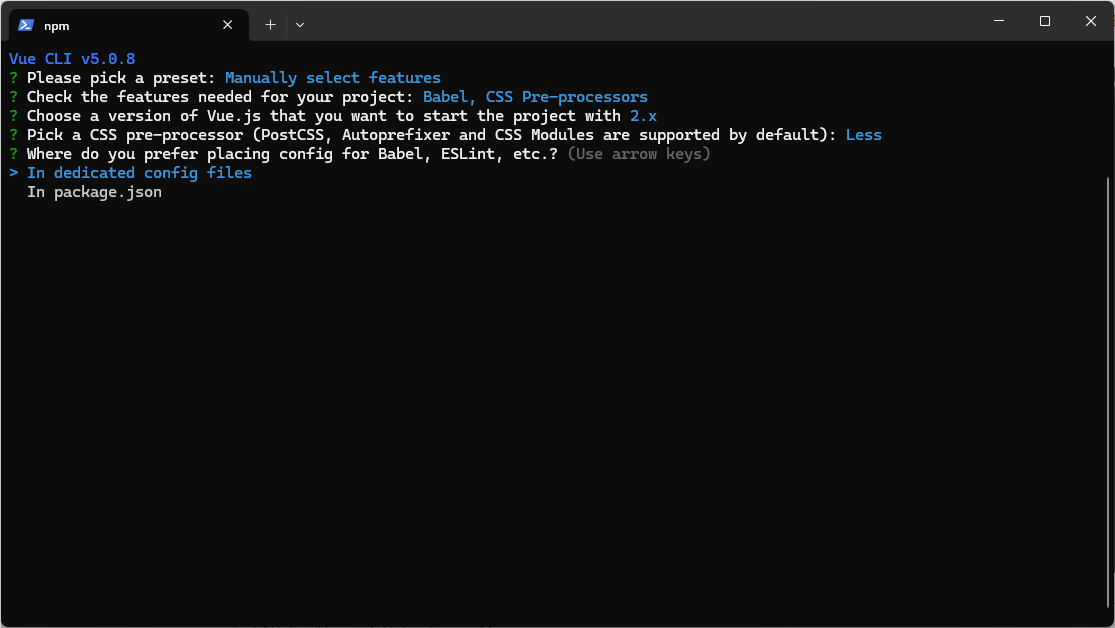 npm
Vue CLI v5.0.8
? Please pick a preset: Manually select features
? Check the features needed for your project: Babel, CSS Pre-processors
? Choose a version of Vue.js that you want to start the project with 2.x
? Pick a CSS pre-processor (PostCSS, Autoprefixer and CSS Modules are supported by default): Less
? Where do you prefer placing config for Babel, ESLint, etc.? (Use arrow keys)
> In dedicated config files
In package.json